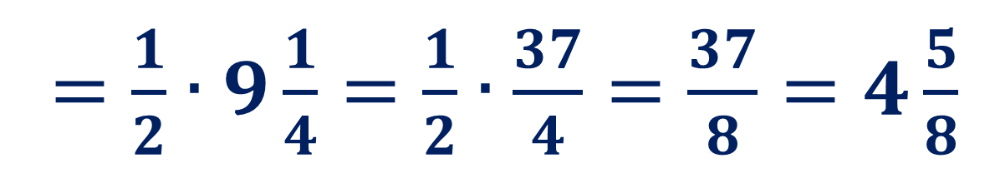 = 1/2 · 9 1/4 = 1/2 · 37/4 = 37/8 = 4 5/8